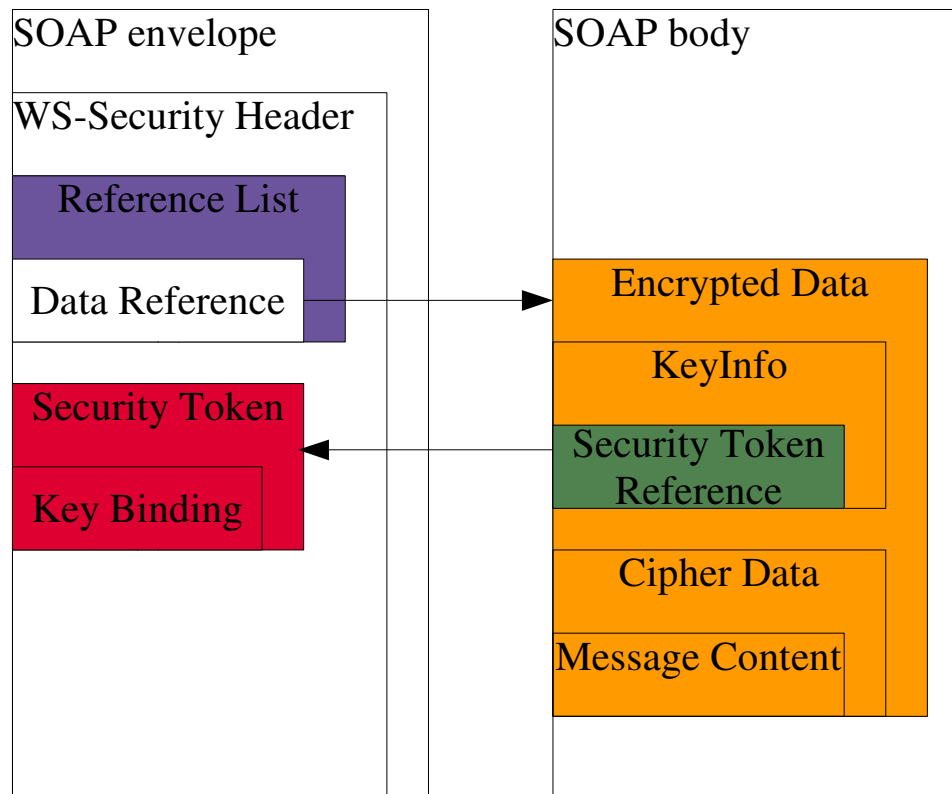 SOAP envelope
WS-Security Header
Reference List
Data Reference
Security Token
Key Binding
SOAP body
Encrypted Data
KeyInfo
Security Token
Reference
Cipher Data
Message Content